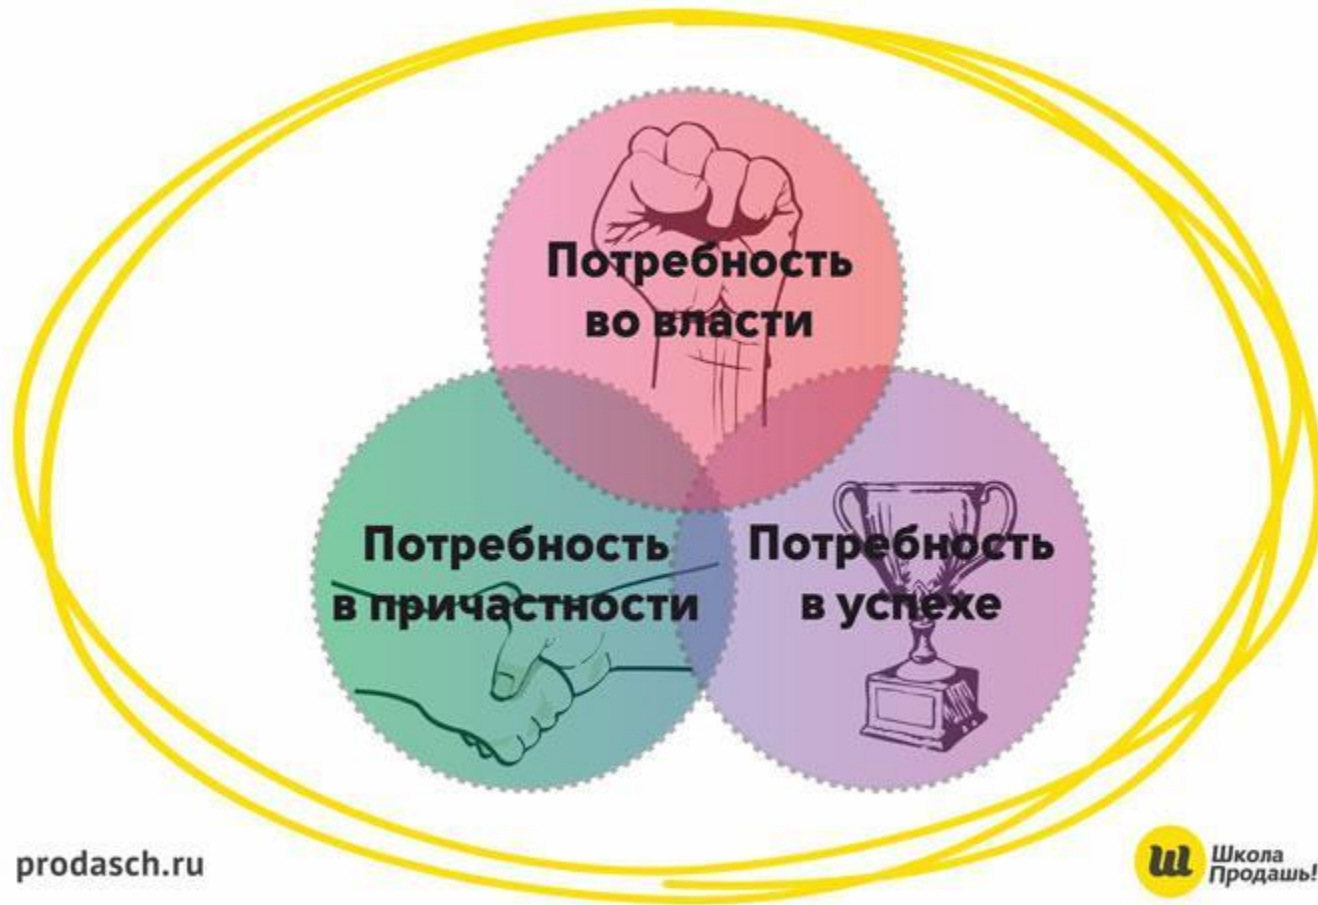 Потребность
во власти
Потребность
в причастности
Потребность
в успехе
prodasch.ru
Ш
Школа
Продашь!